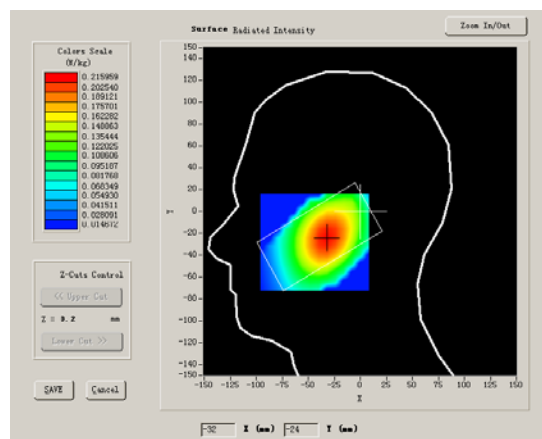 Surface Radiated Intensity
Zoom In/Out
Colors Scale
(W/kg)
0.215959
0.202540
0.189121
0.175701
0.162282
0.148863
0.135444
0.122025
0.108606
0.095187
0.081768
0.068349
0.054930
0.041511
0.028091
0.014672
Z-Cuts Control
<< Upper Cut
Z = 0.2 mm
Lower Cut >>
SAVE
Cancel
150
140
120
100
80
60
40
20
0
-20
-40
-60
-80
-100
-120
-140
-150
Y
-150 -125 -100 -75 -50 -25 0 25 50 75 100 125 150
X
-32 X (mm) -24 Y (mm)